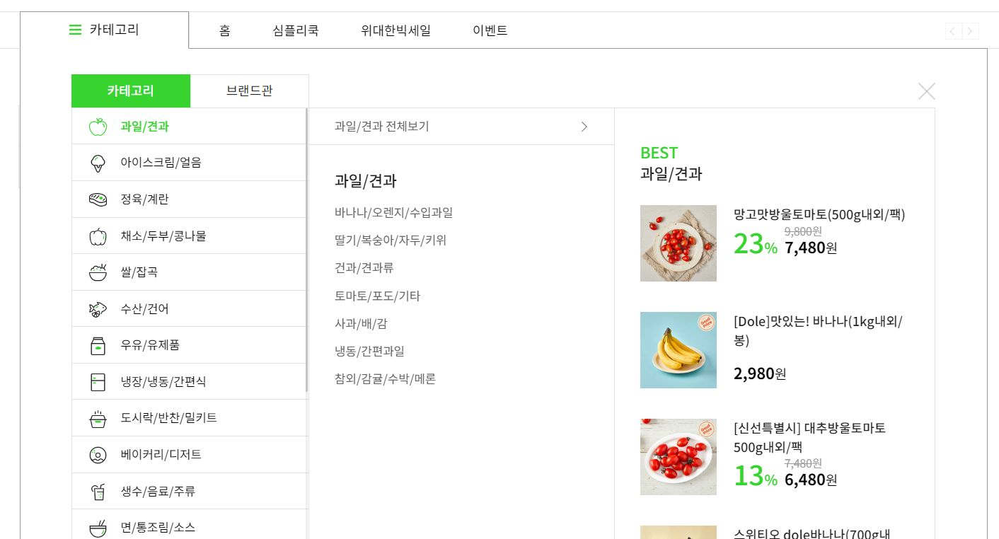 카테고리
홈
심플리쿡
위대한빅세일
이벤트
카테고리
브랜드관
과일/견과
아이스크림/얼음
정육/계란
채소/두부/콩나물
쌀/잡곡
수산/건어
우유/유제품
냉장/냉동/간편식
도시락/반찬/밀키트
베이커리/디저트
생수/음료/주류
면/통조림/소스
과일/견과 전체보기
과일/견과
바나나/오렌지/수입과일
딸기/복숭아/자두/키위
건과/견과류
토마토/포도/기타
사과/배/감
냉동/간편과일
참외/감귤/수박/메론
BEST
과일/견과
망고맛방울토마토(500g내외/팩)
9,800원
23% 7,480원
Good Price
[Dole]맛있는! 바나나(1kg내외/
봉)
2,980원
Good Price
[신선특별시] 대추방울토마토
500g내외/팩
7,480원
13% 6,480원
스위티오 dole바나나(700g내